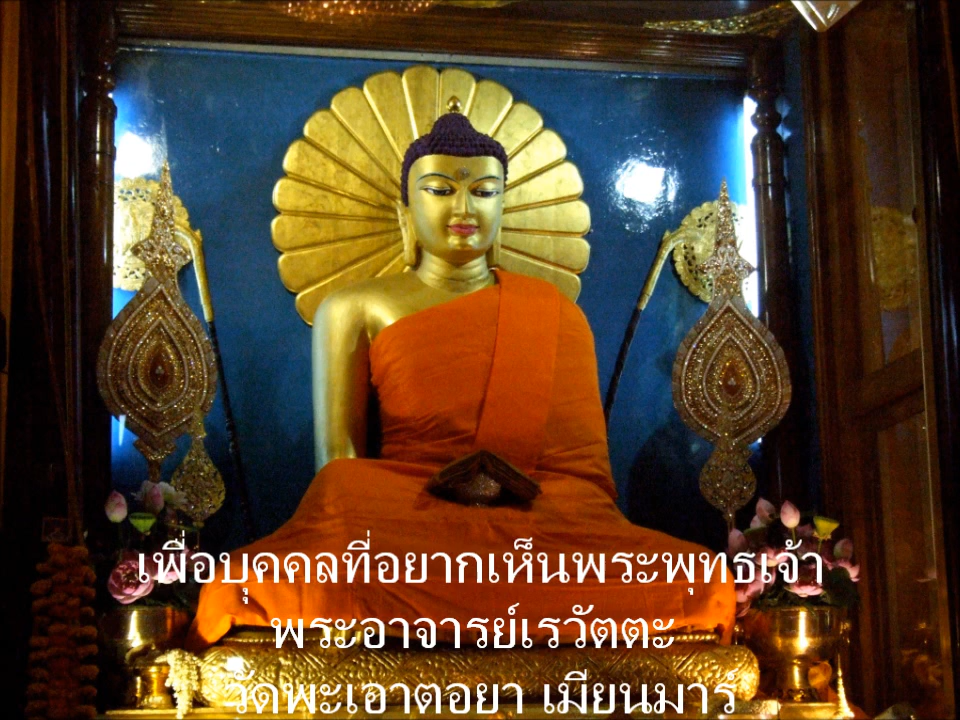 เพื่อบุคคลที่อยากเห็นพระพุทธเจ้า
พระอาจารย์เรวัตตะ
วัดพะเอาตอยา เมียนมาร์